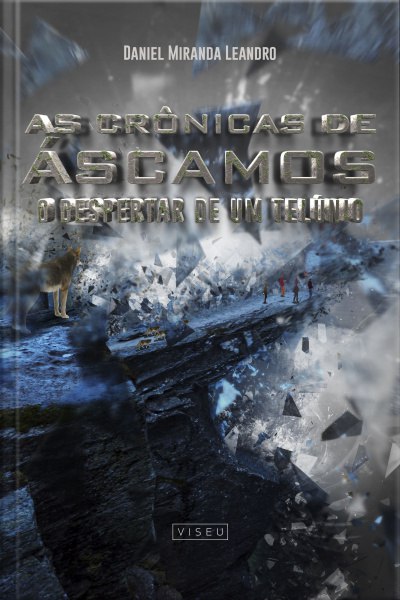 DANIEL MIRANDA LEANDRO
AS CRÔNICAS DE
ÁSCAMOS
O DESPERTAR DE UM TELÚNIO
VISEU